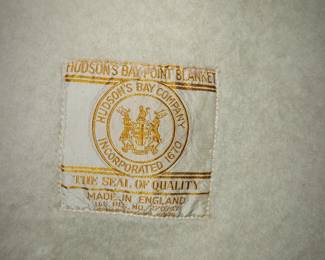 HUDSON'S BAY POINT BLANKET
HUDSON'S BAY COMPANY
INCORPORATED 1670
THE SEAL OF QUALITY
MADE IN ENGLAND